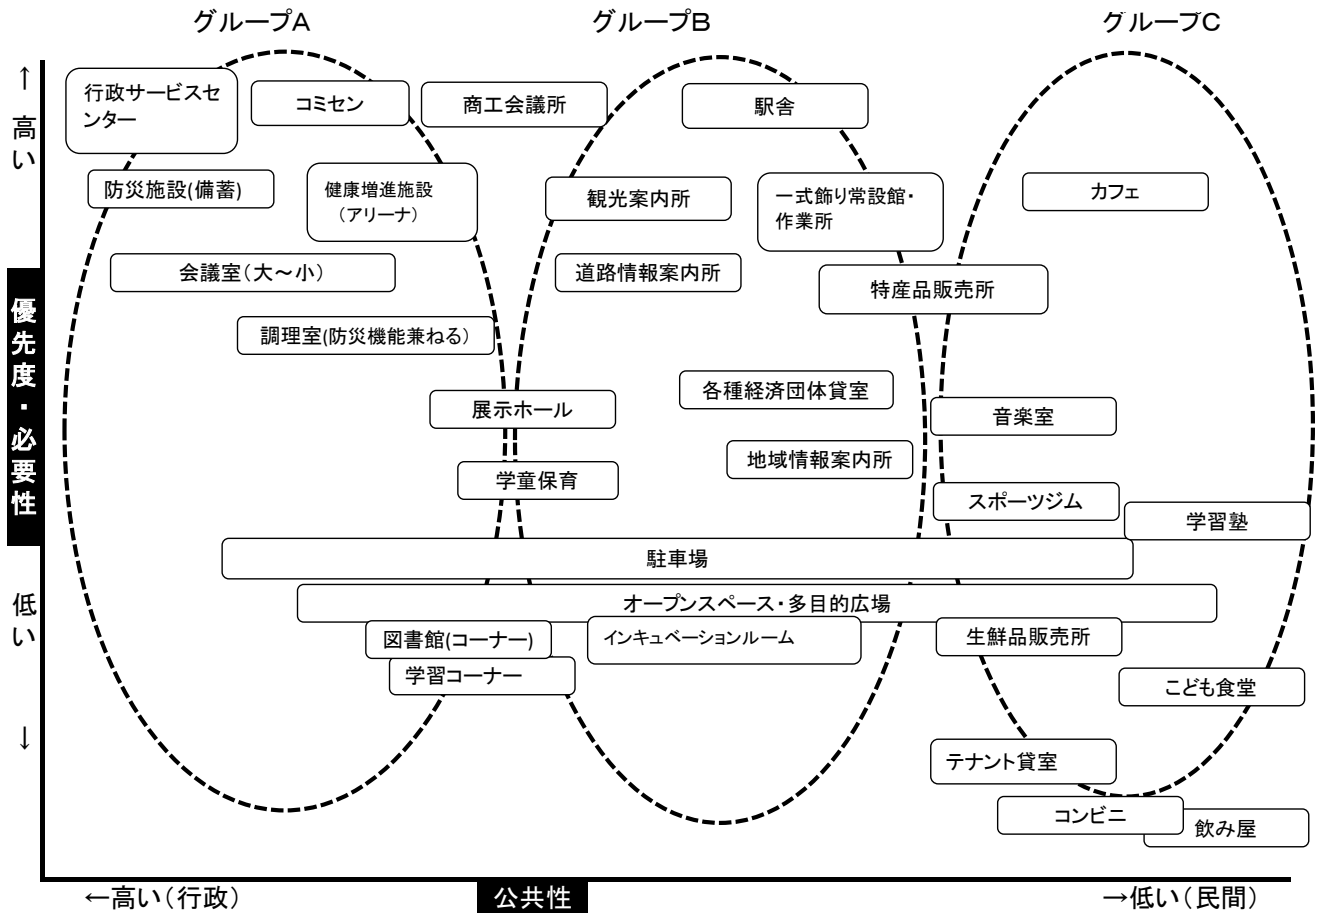 グループA
グループB
グループC
↑
高い
優先度・必要性
低い
↓
行政サービスセ
ンター
コミセン
商工会議所
駅舎
防災施設(備蓄)
健康増進施設
（アリーナ）
観光案内所
一式飾り常設館・
作業所
カフェ
会議室（大～小）
道路情報案内所
特産品販売所
調理室(防災機能兼ねる）
各種経済団体貸室
展示ホール
音楽室
地域情報案内所
学童保育
スポーツジム
学習塾
駐車場
オープンスペース・多目的広場
図書館(コーナー)
インキュベーションルーム
生鮮品販売所
学習コーナー
こども食堂
テナント貸室
コンビニ
飲み屋
←高い（行政）
公共性
→低い（民間）